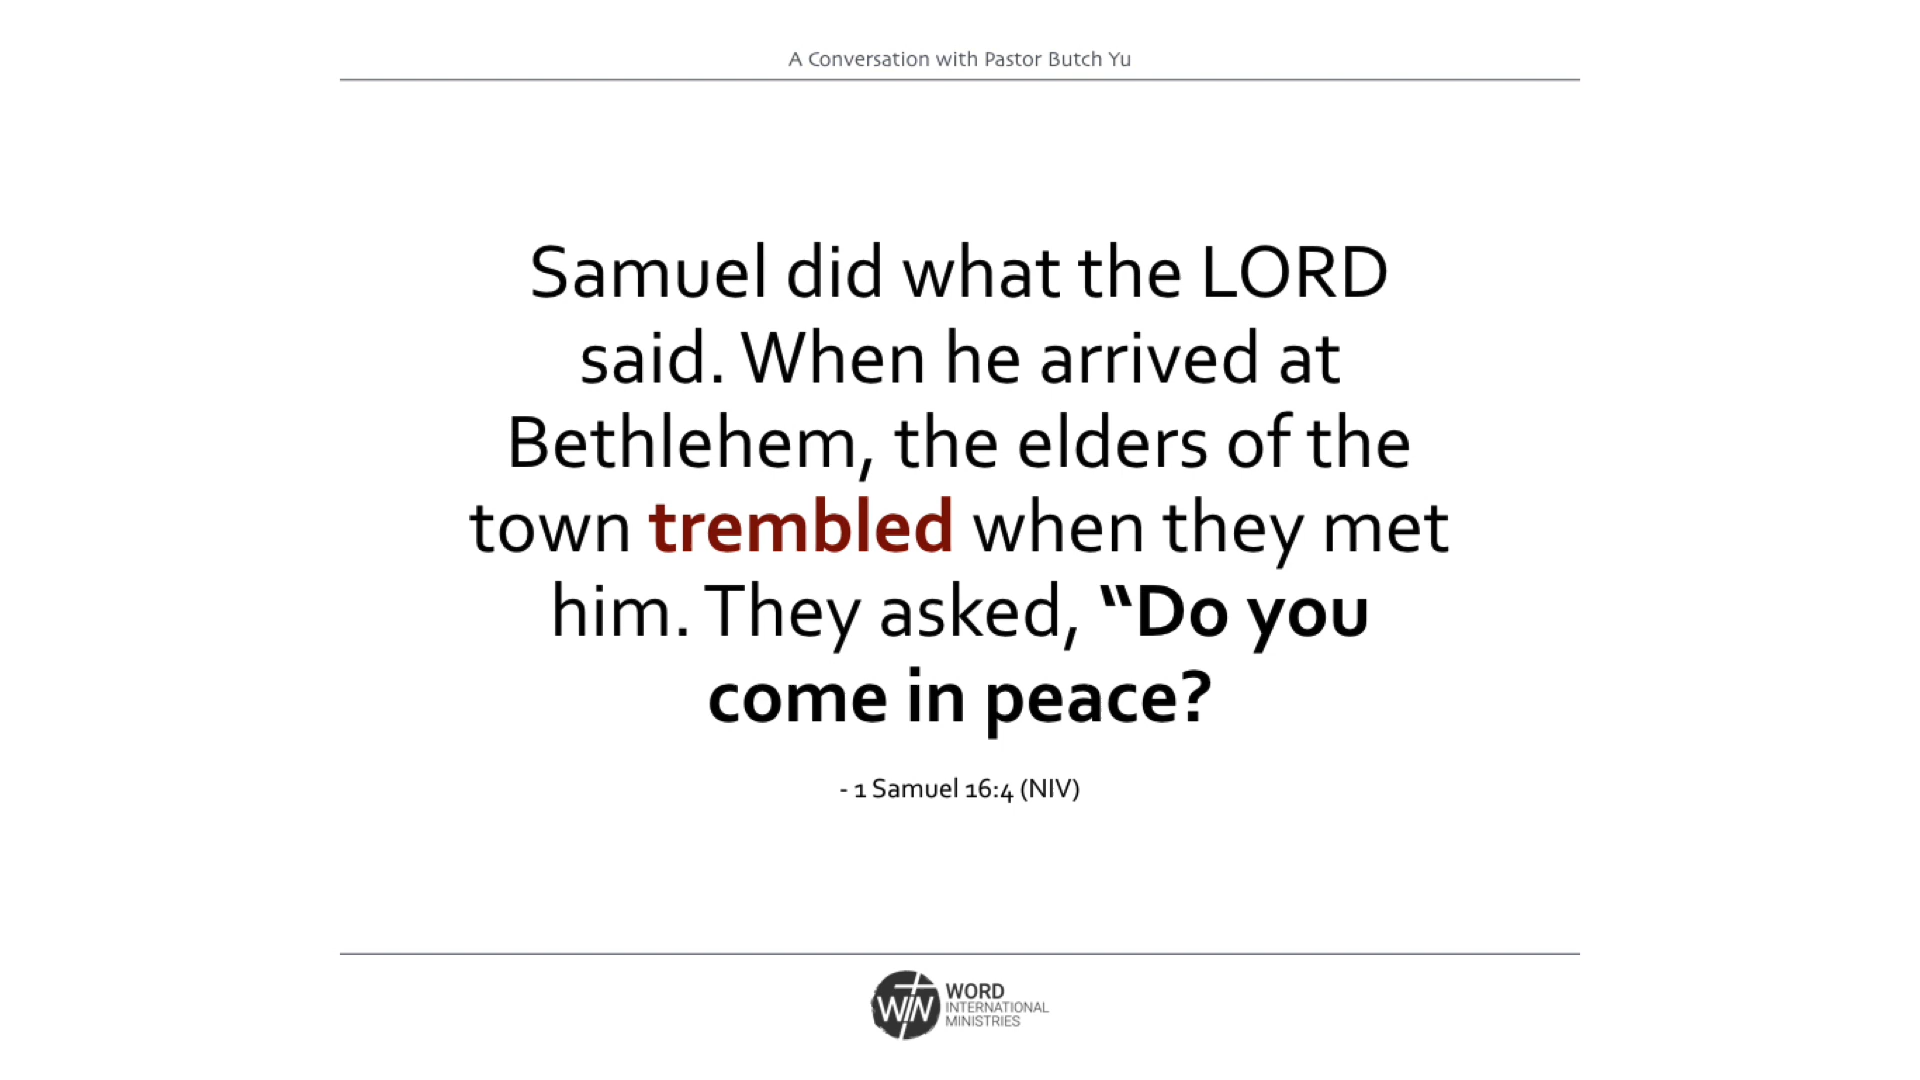 A Conversation with Pastor Butch Yu
Samuel did what the LORD
said. When he arrived at
Bethlehem, the elders of the
town trembled when they met
him. They asked, “Do you
come in peace?
- 1 Samuel 16:4 (NIV)
WIN
WORD
INTERNATIONAL
MINISTRIES